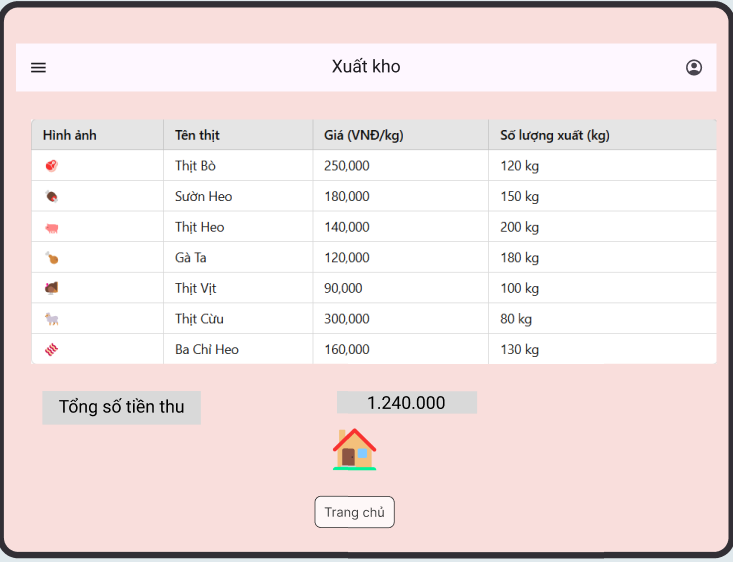 Xuất kho
Hình ảnh Tên thịt Giá (VNĐ/kg) Số lượng xuất (kg)
Thịt Bò 250,000 120 kg
Sườn Heo 180,000 150 kg
Thịt Heo 140,000 200 kg
Gà Ta 120,000 180 kg
Thịt Vịt 90,000 100 kg
Thịt Cừu 300,000 80 kg
Ba Chỉ Heo 160,000 130 kg
Tổng số tiền thu 1.240.000
Trang chủ